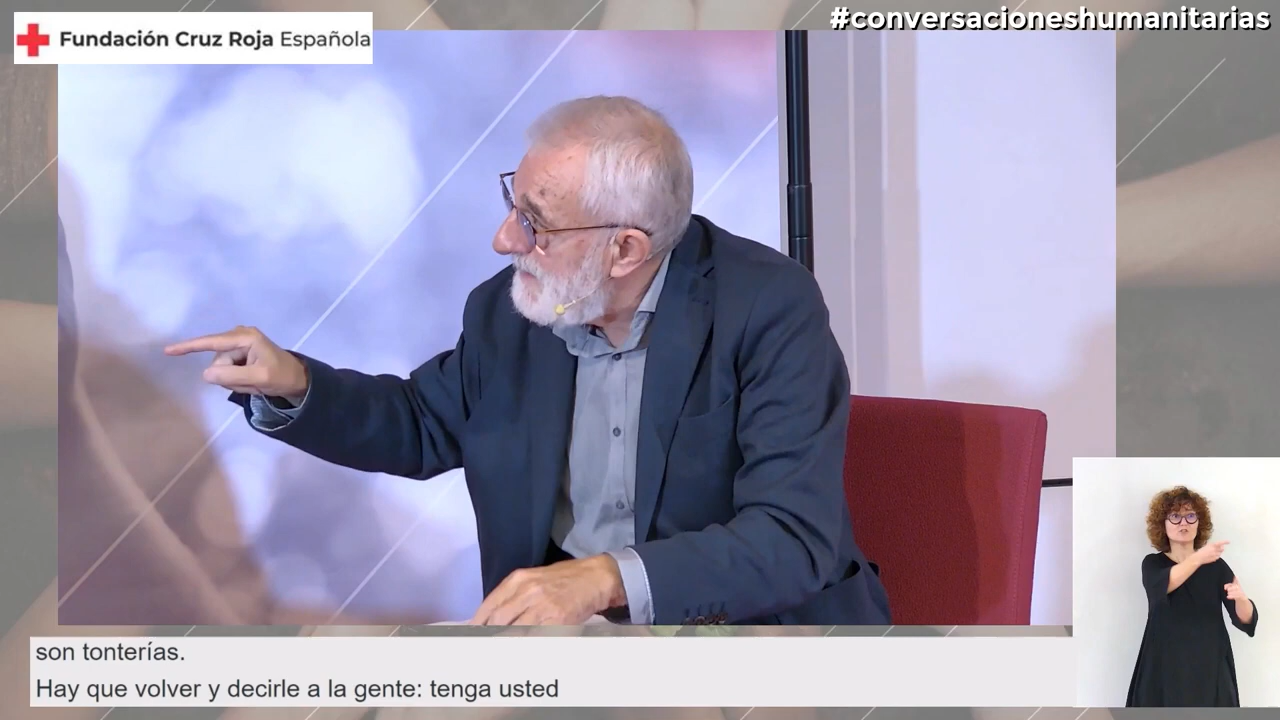 #conversacioneshumanitarias
Fundación Cruz Roja Española
son tonterías.
Hay que volver y decirle a la gente: tenga usted